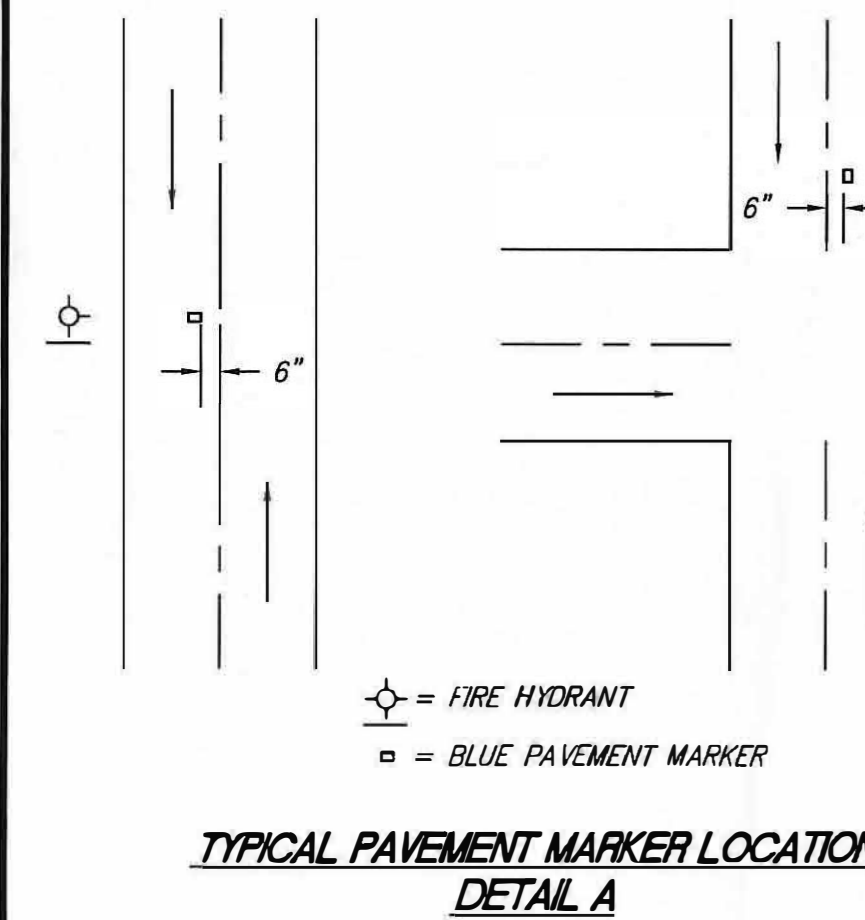 6"
6"
= FIRE HYDRANT
= BLUE PAVEMENT MARKER
TYPICAL PAVEMENT MARKER LOCATION
DETAIL A